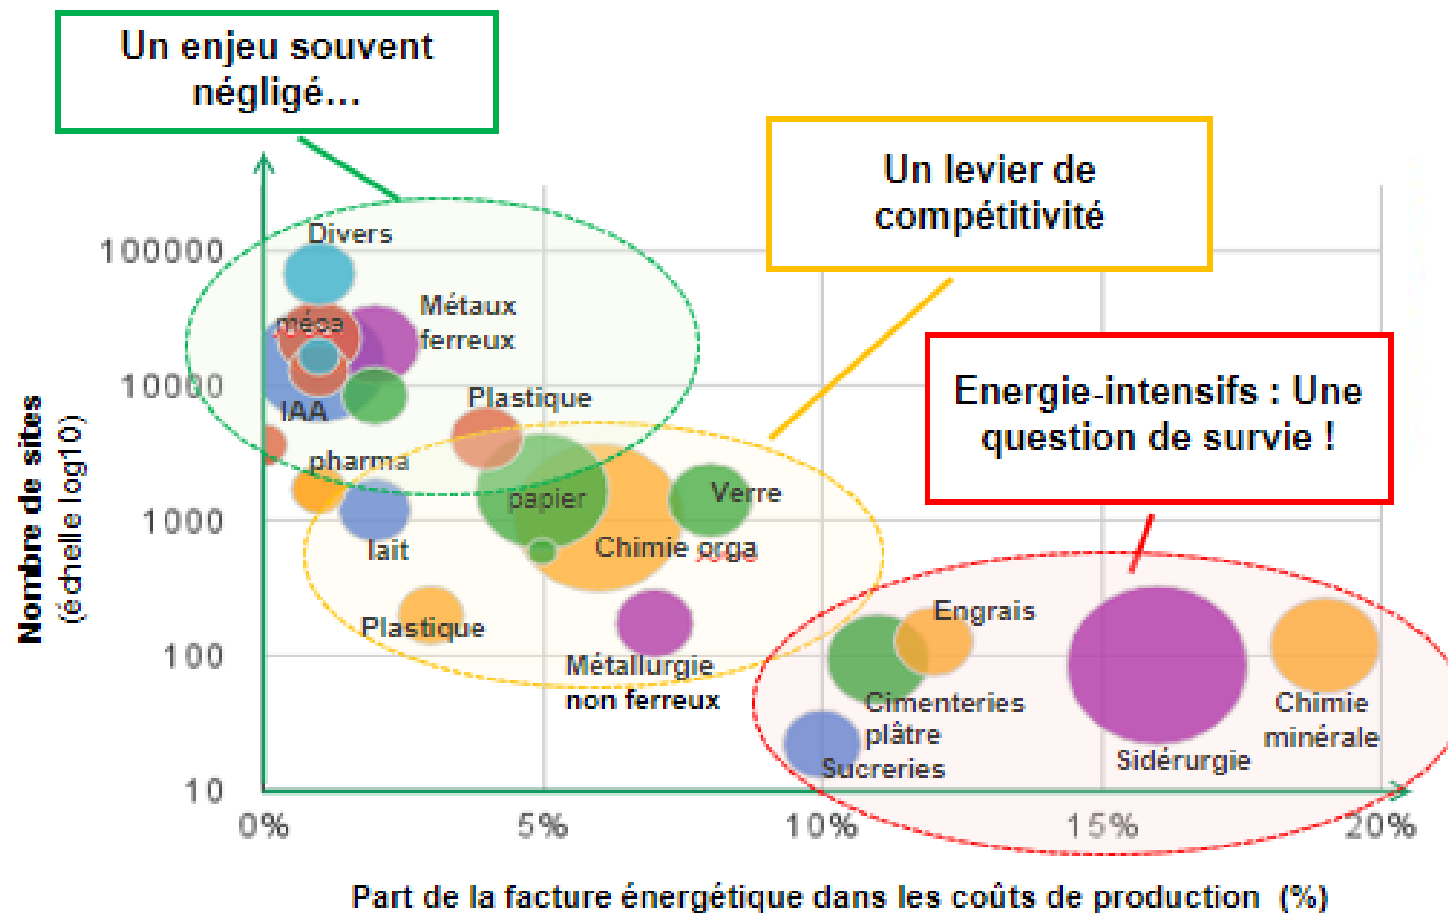 Un enjeu souvent
négligé...
Un levier de
compétitivité
Energie-intensifs : Une
question de survie !
Nombre de sites
(échelle log10)
100000
10000
1000
100
10
Divers
méca
Métaux
ferreux
IAA
Plastique
pharma
lait
papier
Verre
Chimie orga
Plastique
Métallurgie
non ferreux
Engrais
Cimenteries
plâtre
Sucreries
Sidérurgie
Chimie
minérale
0%
5%
10%
15%
20%
Part de la facture énergétique dans les coûts de production (%)